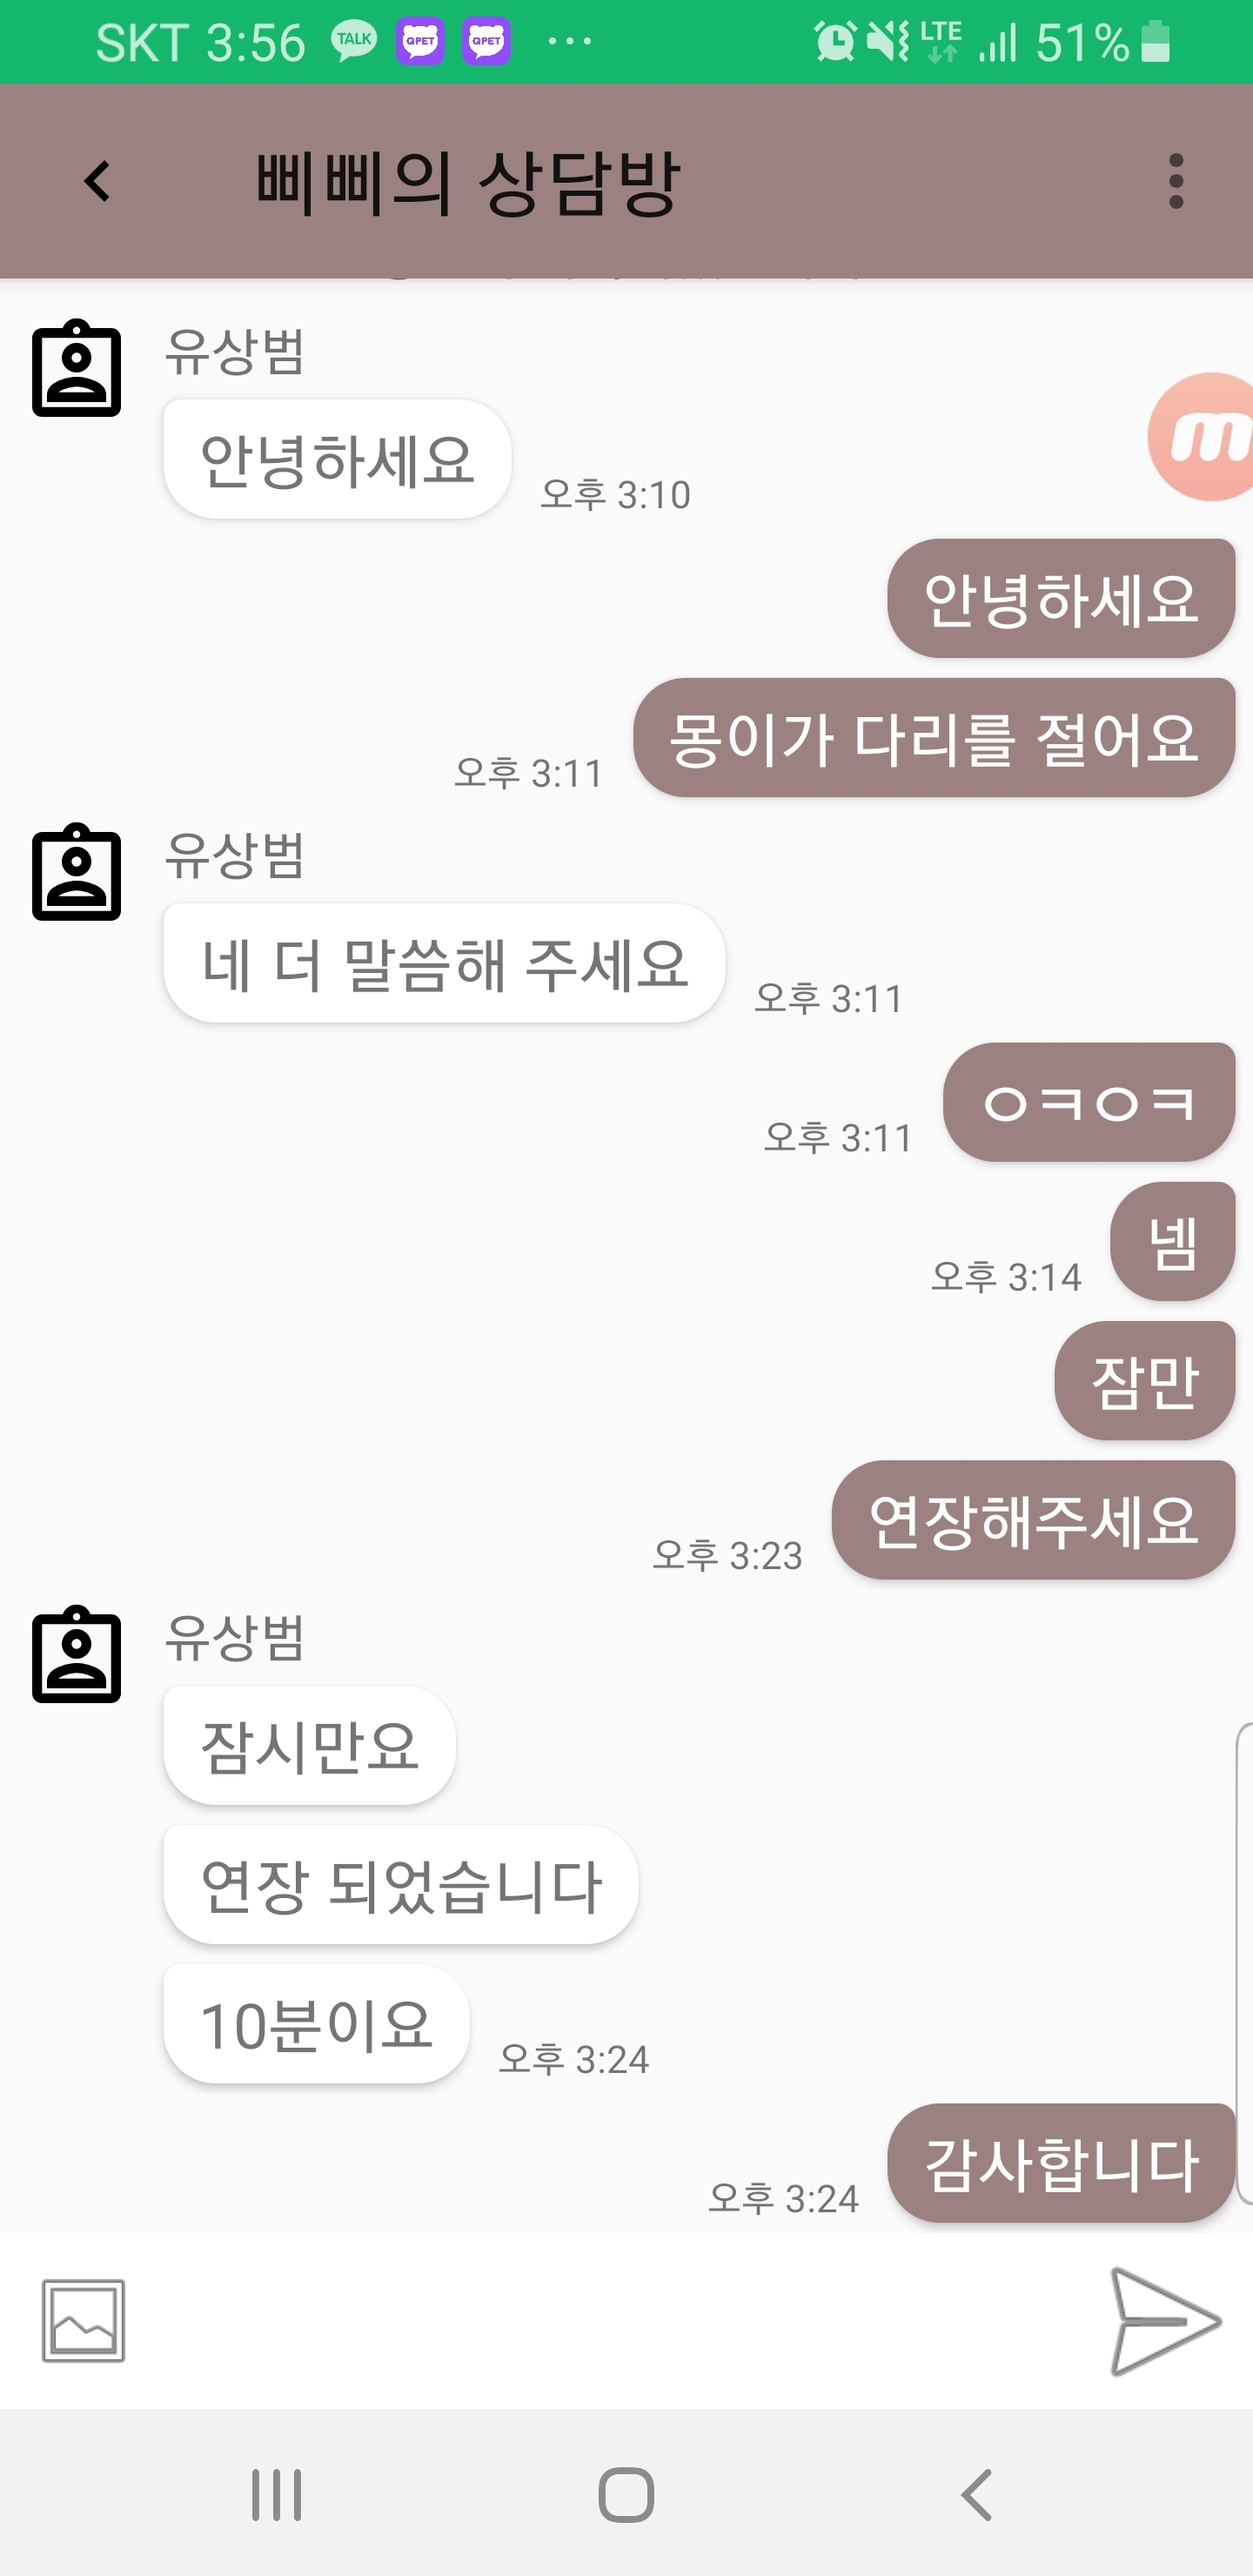 SKT 3:56 TALK QPET QPET ... LTE 51%
삐삐의 상담방
유상범
안녕하세요
오후 3:10
m
안녕하세요
몽이가 다리를 절어요
오후 3:11
유상범
네 더 말씀해 주세요
오후 3:11
ㅇㅋㅇㅋ
오후 3:11
넴
오후 3:14
잠만
연장해주세요
오후 3:23
유상범
잠시만요
연장 되었습니다
10분이요
오후 3:24
감사합니다
오후 3:24